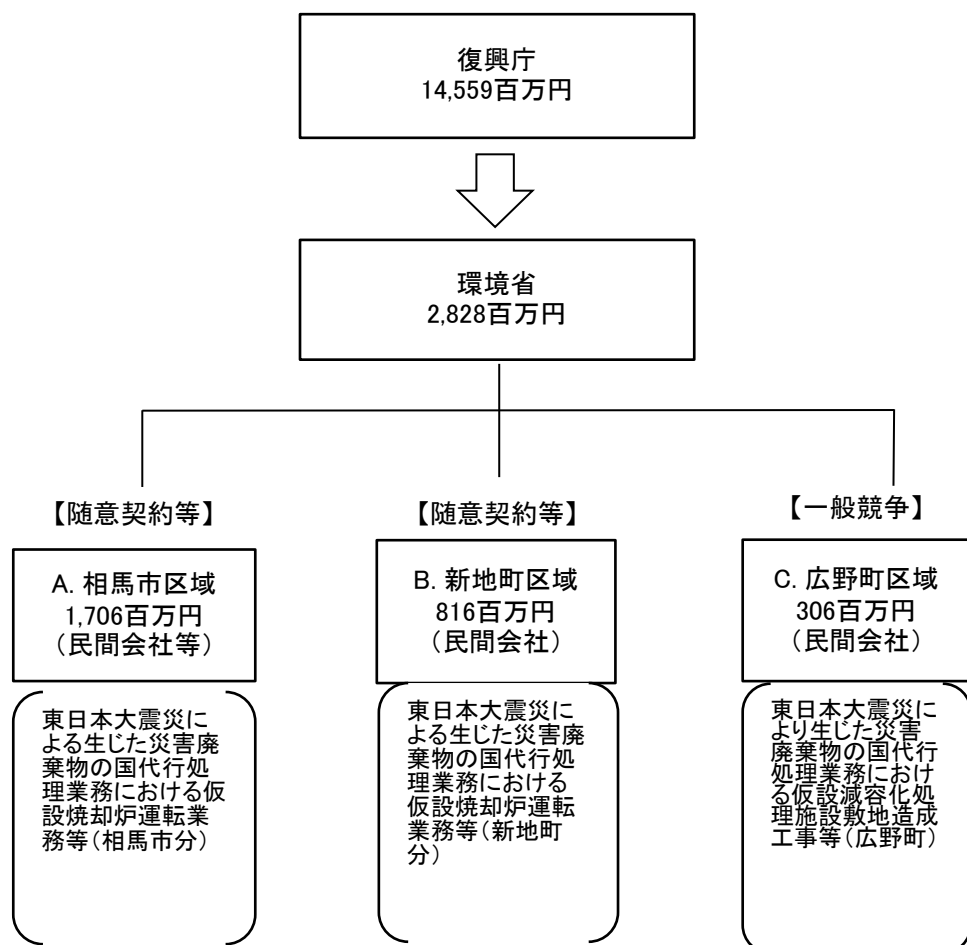 復興庁
14,559百万円
環境省
2,828百万円
【随意契約等】
A. 相馬市区域
1,706百万円
（民間会社等）
東日本大震災に
よる生じた災害廃
棄物の国代行処
理業務における仮
設焼却炉運転業
務等（相馬市分）
【随意契約等】
B. 新地町区域
816百万円
（民間会社）
東日本大震災に
よる生じた災害廃
棄物の国代行処
理業務における
仮設焼却炉運転
業務等（新地町
分）
【一般競争】
C. 広野町区域
306百万円
（民間会社）
東日本大震災に
より生じた災害
廃棄物の国代行
処理業務におけ
る仮設減容化処
理施設敷地造成
工事等（広野町）